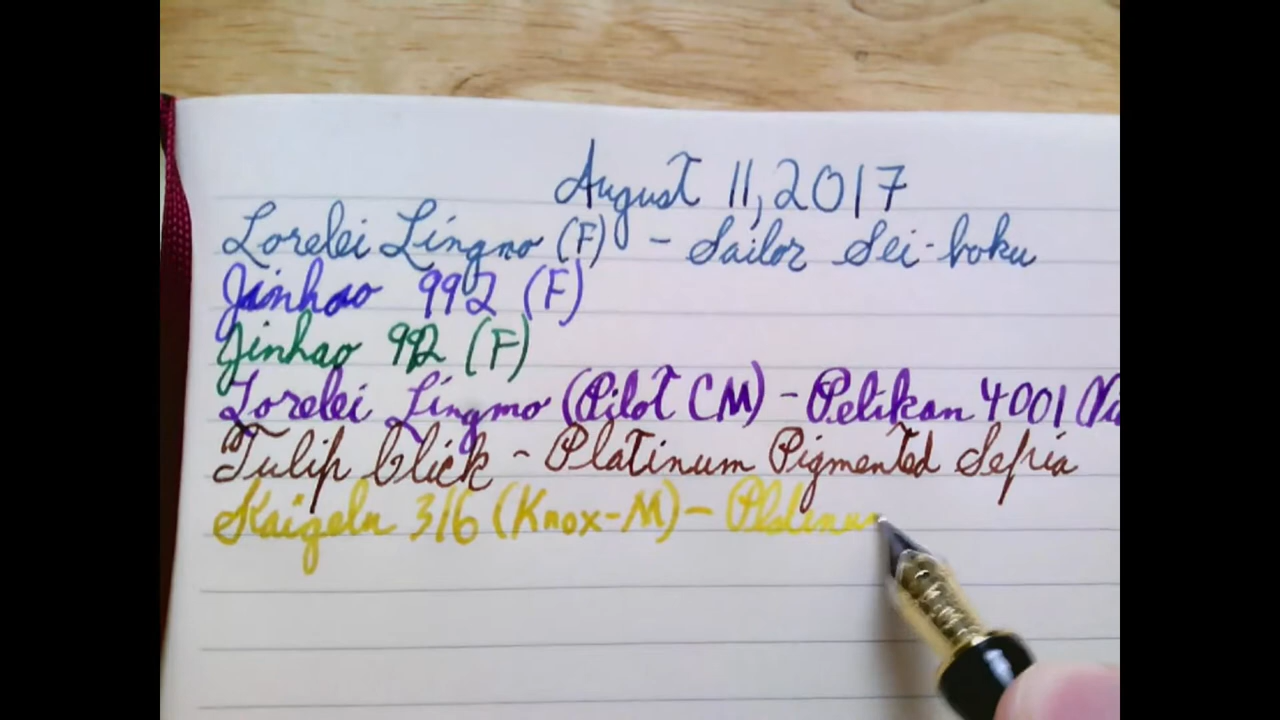 August 11, 2017
Lorelei Lingmo (F) - Sailor Sei-boku
Jinhao 992 (F)
Jinhao 992 (F)
Lorelei Lingmo (Pilot CM) - Pelikan 4001
Tulip Click - Platinum Pigmented Sepia
Kaigelu 316 (Knox-M) - Platinum